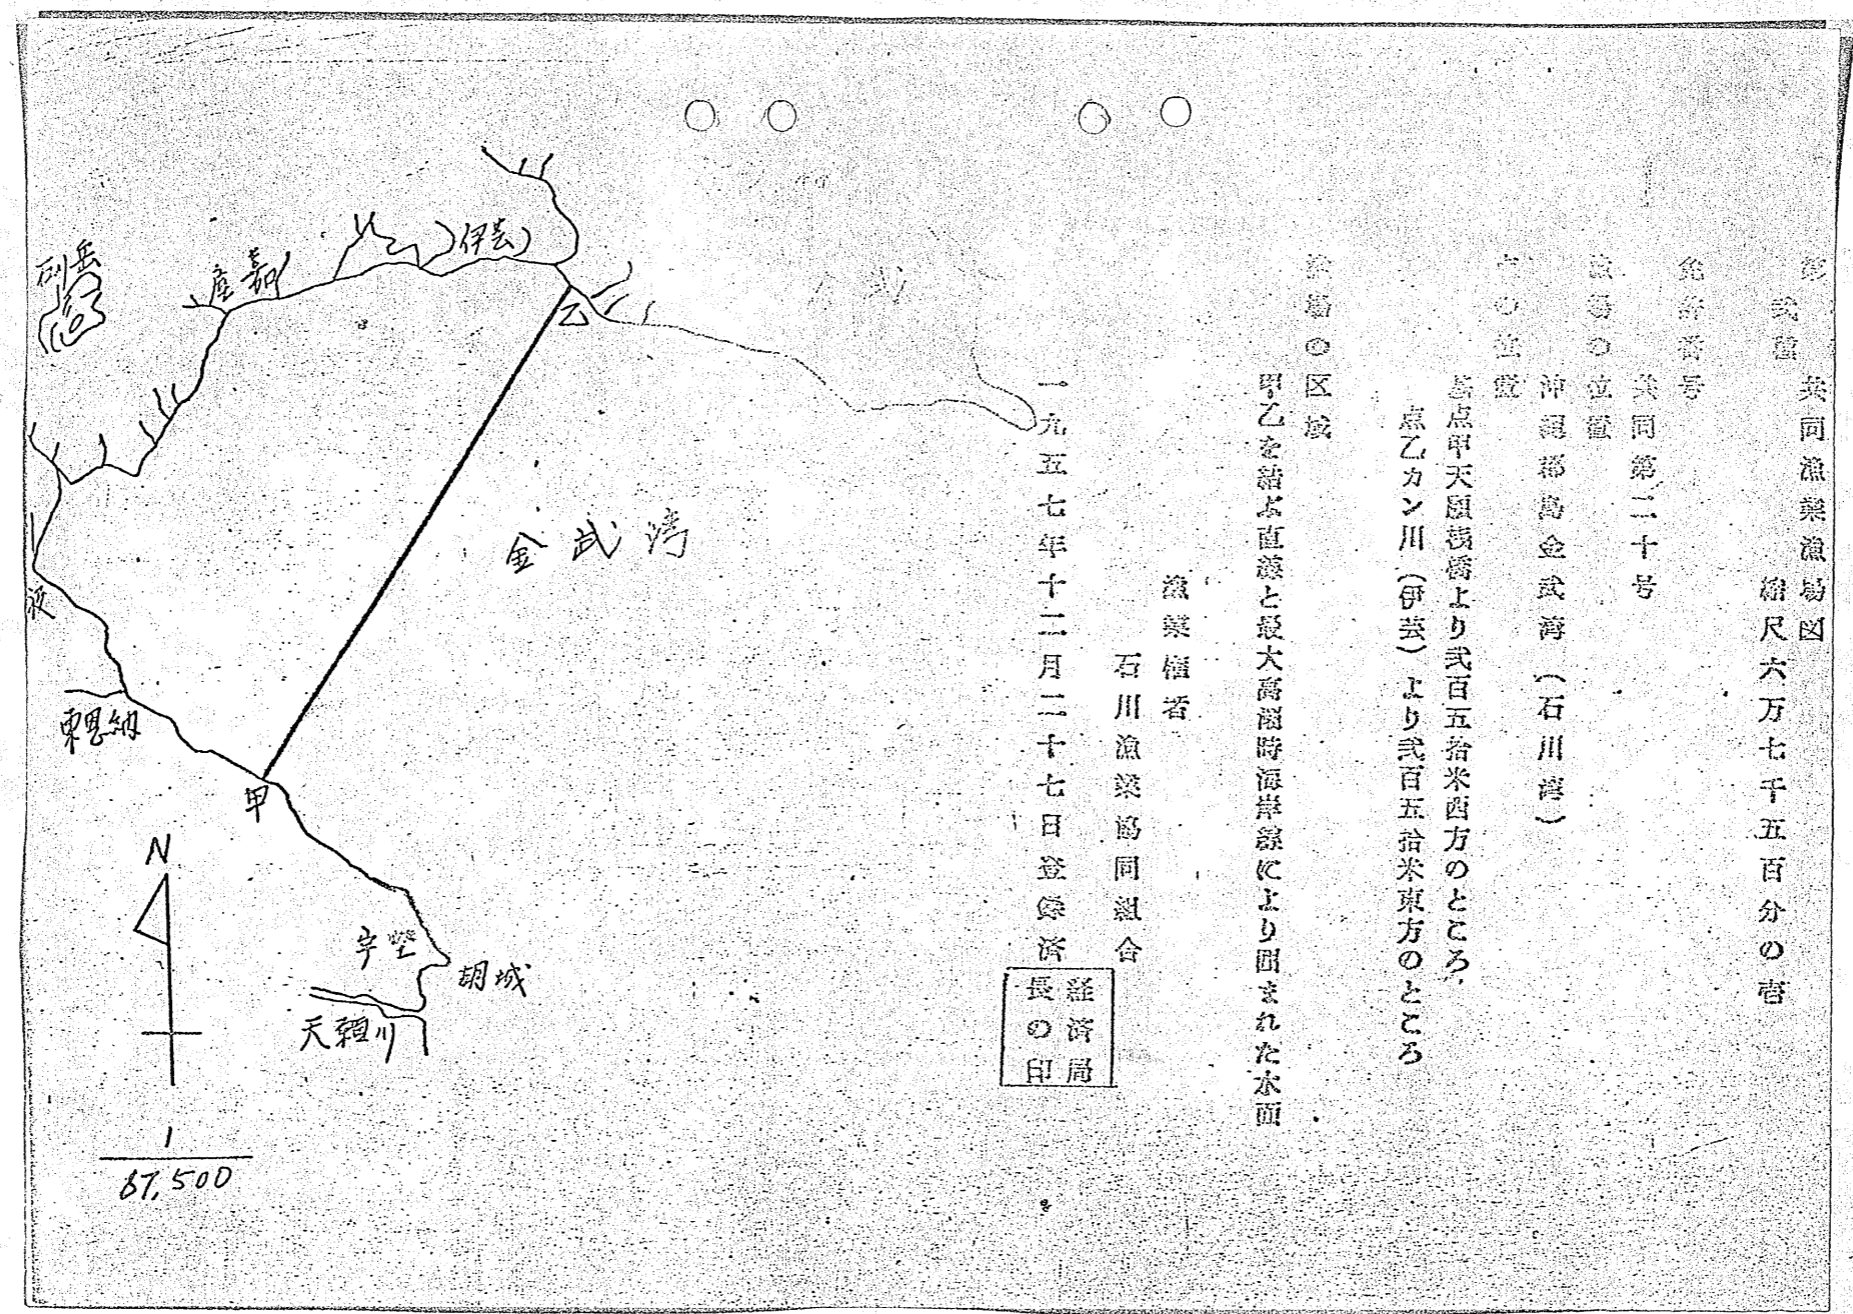 共同漁業漁場図
縮尺六万七千五百分の壱
免許番号
共同第二十号
漁場の位置
沖縄群島金武湾(石川湾)
基点甲天願桟橋より弐百五拾米西方のところ
点乙カン川(伊芸)より弐百五拾米東方のところ
漁場の区域
甲乙を結ぶ直線と最大高潮時海岸線により囲まれた水面
漁業権者
石川漁業協同組合
一九五七年十二月二十七日登録済
経済局
長の印
伊芸
屋嘉
岳
乙
金武湾
東恩納
甲
N
宇堅
胡城
天願川
1
67,500